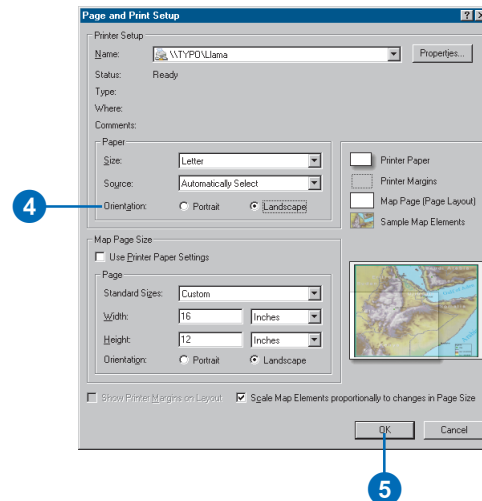 Page and Print Setup
Printer Setup
Name: \\TYPO\Llama Properties...
Status: Ready
Type:
Where:
Comments:
Paper
Size: Letter
Source: Automatically Select
4
Orientation: Portrait Landscape
Printer Paper
Printer Margins
Map Page (Page Layout)
Sample Map Elements
Map Page Size
Use Printer Paper Settings
Page
Standard Sizes: Custom
Width: 16 Inches
Height: 12 Inches
Orientation: Portrait Landscape
Show Printer Margins on Layout Scale Map Elements proportionally to changes in Page Size
OK Cancel
5